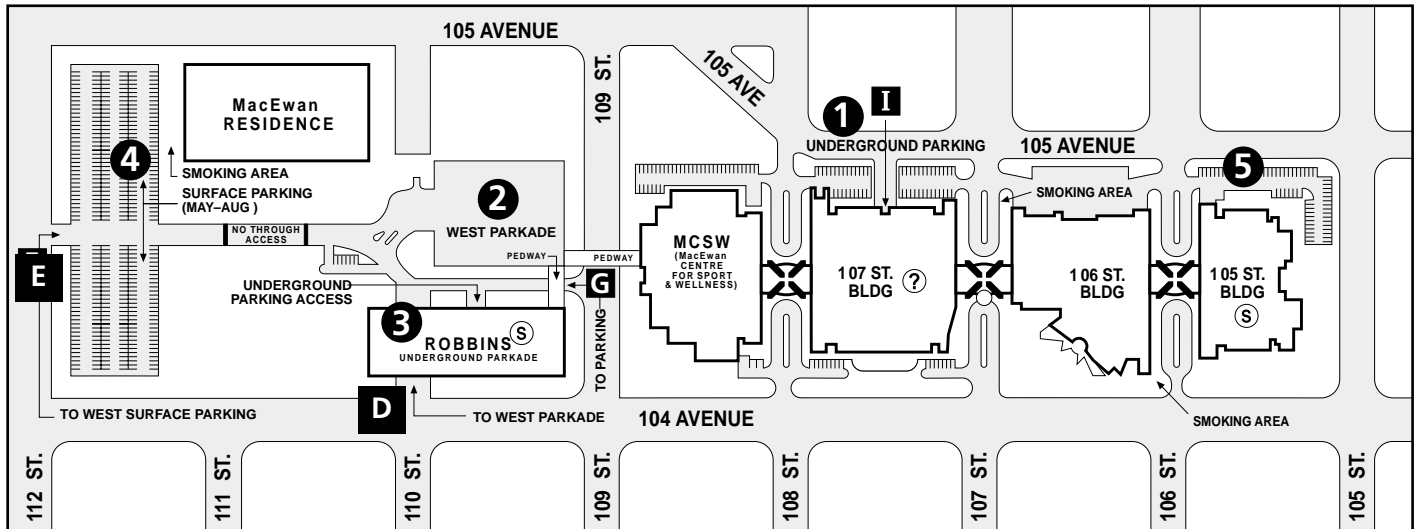 105 AVENUE
109 ST.
105 AVE
1
I
UNDERGROUND PARKING
105 AVENUE
MacEwan
RESIDENCE
4
SMOKING AREA
SURFACE PARKING
(MAY–AUG )
2
WEST PARKADE
5
SMOKING AREA
NO THROUGH
ACCESS
E
PEDWAY
PEDWAY
MCSW
(MacEwan
CENTRE
FOR SPORT
& WELLNESS)
107 ST.
BLDG
?
106 ST.
BLDG
105 ST.
BLDG
S
UNDERGROUND
PARKING ACCESS
G
TO PARKING
3
ROBBINS
S
UNDERGROUND PARKADE
D
TO WEST SURFACE PARKING
TO WEST PARKADE
104 AVENUE
SMOKING AREA
112 ST.
111 ST.
110 ST.
109 ST.
108 ST.
107 ST.
106 ST.
105 ST.